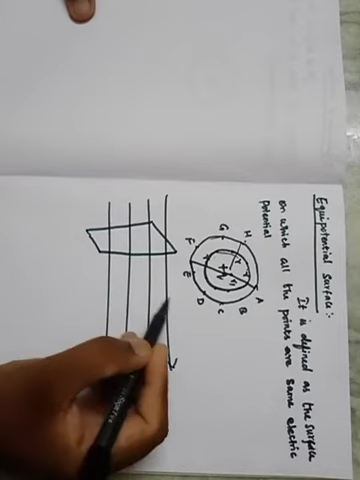 Equipotential Surface:-
It is defined as the surface
on which all the points are same electric
Potential
A
B
C
D
E
F
G
H